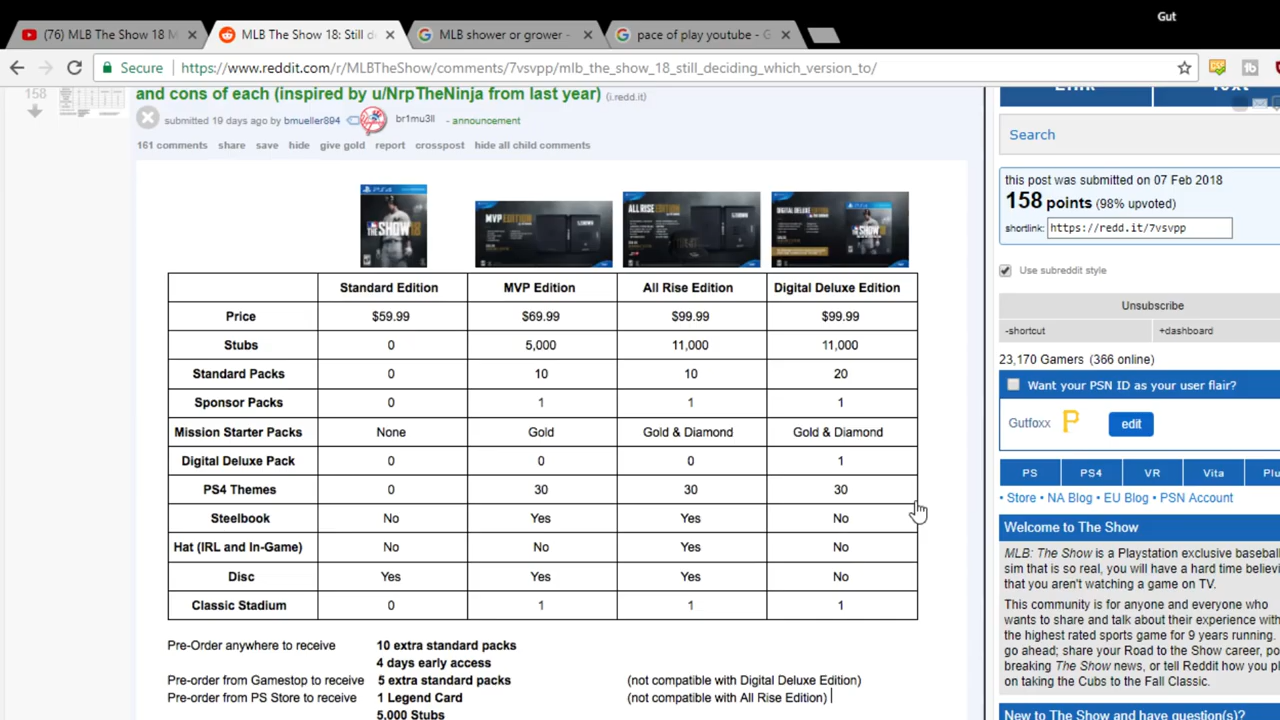 Gut
(76) MLB The Show 18 M
MLB The Show 18: Still d
MLB shower or grower -
pace of play youtube - G
Secure https://www.reddit.com/r/MLBTheShow/comments/7vsvpp/mlb_the_show_18_still_deciding_which_version_to/
158
and cons of each (inspired by u/NrpTheNinja from last year) (i.redd.it)
submitted 19 days ago by bmueller894 br1mu3ll - announcement
161 comments share save hide give gold report crosspost hide all child comments
Standard Edition MVP Edition All Rise Edition Digital Deluxe Edition
Price $59.99 $69.99 $99.99 $99.99
Stubs 0 5,000 11,000 11,000
Standard Packs 0 10 10 20
Sponsor Packs 0 1 1 1
Mission Starter Packs None Gold Gold & Diamond Gold & Diamond
Digital Deluxe Pack 0 0 0 1
PS4 Themes 0 30 30 30
Steelbook No Yes Yes No
Hat (IRL and In-Game) No No Yes No
Disc Yes Yes Yes No
Classic Stadium 0 1 1 1
Pre-Order anywhere to receive 10 extra standard packs
4 days early access
Pre-order from Gamestop to receive 5 extra standard packs (not compatible with Digital Deluxe Edition)
Pre-order from PS Store to receive 1 Legend Card (not compatible with All Rise Edition)
5,000 Stubs
Link Text
Search
this post was submitted on 07 Feb 2018
158 points (98% upvoted)
shortlink: https://redd.it/7vsvpp
Use subreddit style
Unsubscribe
-shortcut +dashboard
23,170 Gamers (366 online)
Want your PSN ID as your user flair?
Gutfoxx edit
PS PS4 VR Vita Plu
• Store • NA Blog • EU Blog • PSN Account
Welcome to The Show
MLB: The Show is a Playstation exclusive baseball
sim that is so real, you will have a hard time believi
that you aren't watching a game on TV.
This community is for anyone and everyone who
wants to share and talk about their experience with
the highest rated sports game for 9 years running.
go ahead; share your Road to the Show career, po
breaking The Show news, or tell Reddit how you pl
on taking the Cubs to the Fall Classic.
New to The Show and have question(s)?